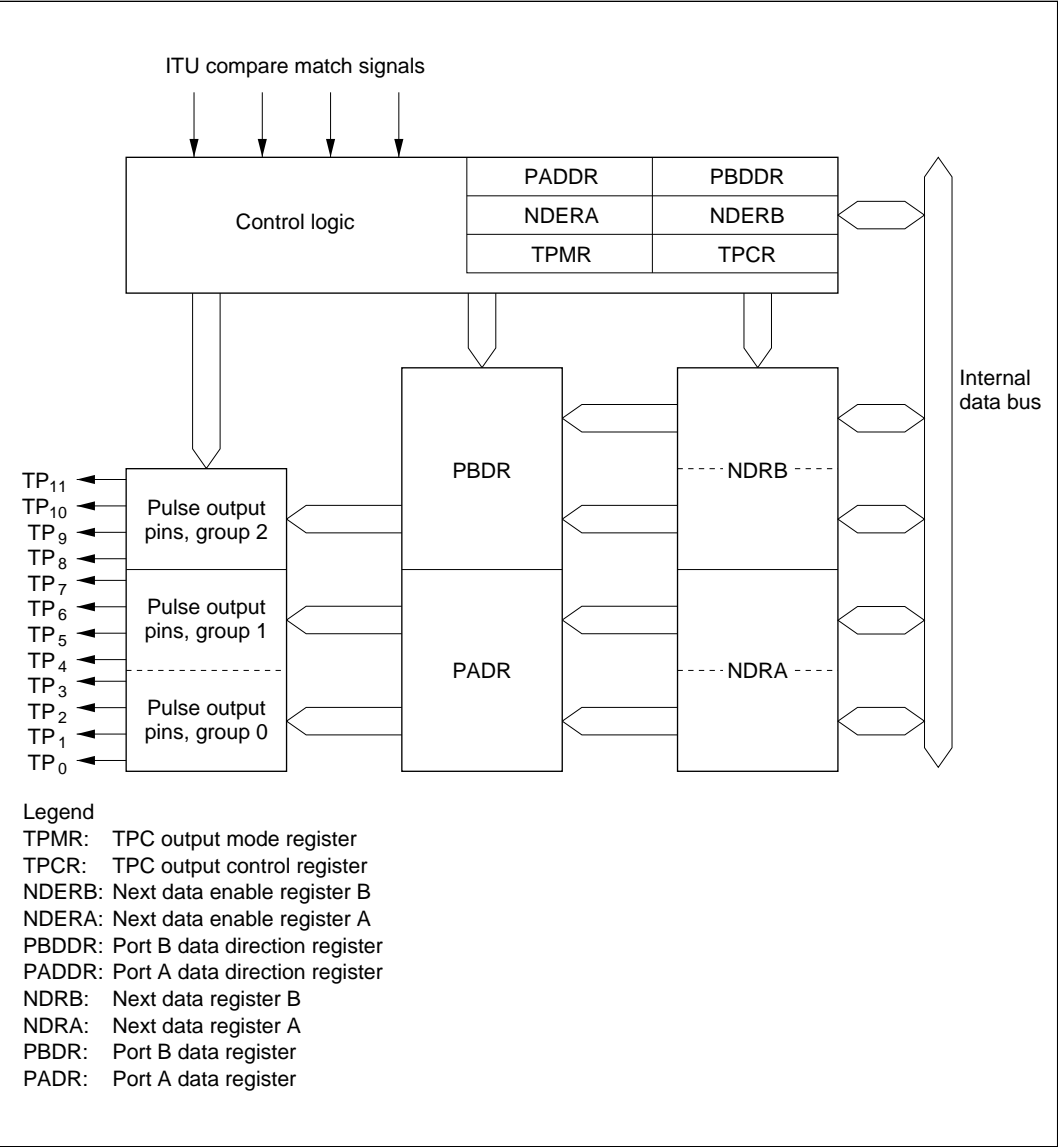 ITU compare match signals
Control logic
PADDR PBDDR
NDERA NDERB
TPMR TPCR
Internal
data bus
PBDR
NDRB
PADR
NDRA
Pulse output
pins, group 2
Pulse output
pins, group 1
Pulse output
pins, group 0
TP11
TP10
TP9
TP8
TP7
TP6
TP5
TP4
TP3
TP2
TP1
TP0
Legend
TPMR: TPC output mode register
TPCR: TPC output control register
NDERB: Next data enable register B
NDERA: Next data enable register A
PBDDR: Port B data direction register
PADDR: Port A data direction register
NDRB: Next data register B
NDRA: Next data register A
PBDR: Port B data register
PADR: Port A data register